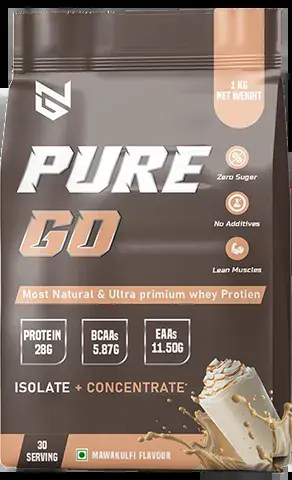 1 KG
NET WEIGHT
PURE
GO
Zero Suger
No Additives
Lean Muscles
Most Natural & Ultra primium whey Protien
PROTEIN
28G
BCAAs
5.87G
EAAs
11.50G
ISOLATE + CONCENTRATE*
30
SERVING
MAWAKULFI FLAVOUR